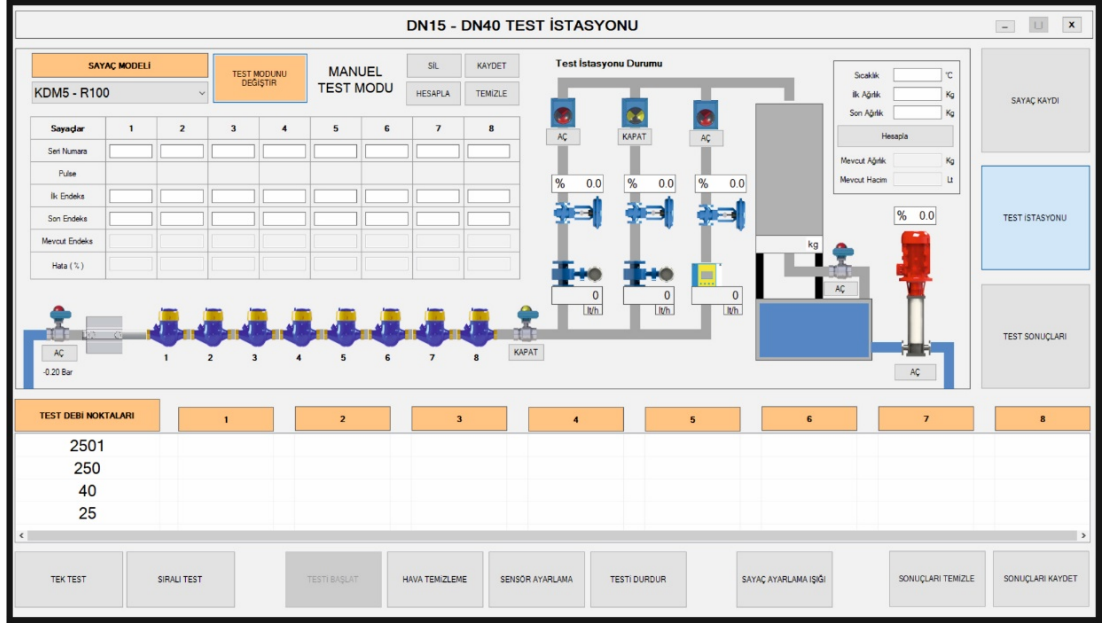 DN15 - DN40 TEST İSTASYONU
SAYAÇ MODELİ
KDM5 - R100
TEST MODUNU
DEĞİŞTİR
MANUEL
TEST MODU
SİL
KAYDET
HESAPLA
TEMİZLE
Sayaçlar 1 2 3 4 5 6 7 8
Seri Numara
Pulse
İlk Endeks
Son Endeks
Mevcut Endeks
Hata ( % )
Test İstasyonu Durumu
AÇ KAPAT AÇ
% 0.0 % 0.0 % 0.0
0 0 0
lt/h lt/h lt/h
Sıcaklık °C
İlk Ağırlık Kg
Son Ağırlık Kg
Hesapla
Mevcut Ağırlık Kg
Mevcut Hacim Lt
% 0.0
kg
AÇ
AÇ
AÇ
-0.20 Bar
1 2 3 4 5 6 7 8
KAPAT
SAYAÇ KAYDI
TEST İSTASYONU
TEST SONUÇLARI
TEST DEBİ NOKTALARI 1 2 3 4 5 6 7 8
2501
250
40
25
TEK TEST
SIRALI TEST
TESTİ BAŞLAT
HAVA TEMİZLEME
SENSÖR AYARLAMA
TESTİ DURDUR
SAYAÇ AYARLAMA IŞIĞI
SONUÇLARI TEMİZLE
SONUÇLARI KAYDET